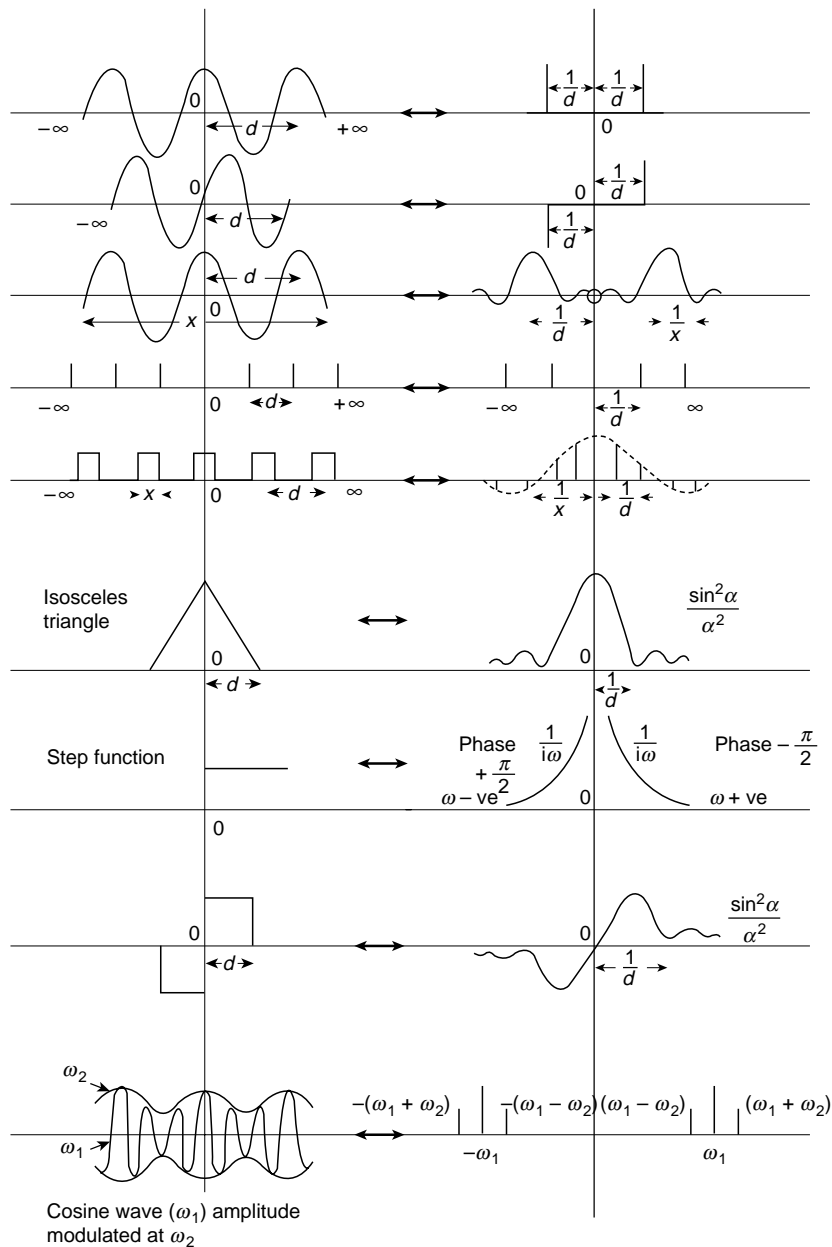 0
d
−∞
+∞
1/d
1/d
0
0
d
−∞
0
1/d
1/d
d
x
0
1/d
1/x
−∞
0
d
+∞
−∞
1/d
∞
−∞
x
0
d
∞
1/x
1/d
Isosceles
triangle
0
d
0
1/d
sin²α/α²
Step function
0
Phase
+ π/2
1/iω
1/iω
Phase − π/2
ω − ve
0
ω + ve
0
d
0
1/d
sin²α/α²
ω₂
ω₁
−(ω₁ + ω₂)
−(ω₁ − ω₂)
(ω₁ − ω₂)
(ω₁ + ω₂)
−ω₁
ω₁
Cosine wave (ω₁) amplitude
modulated at ω₂